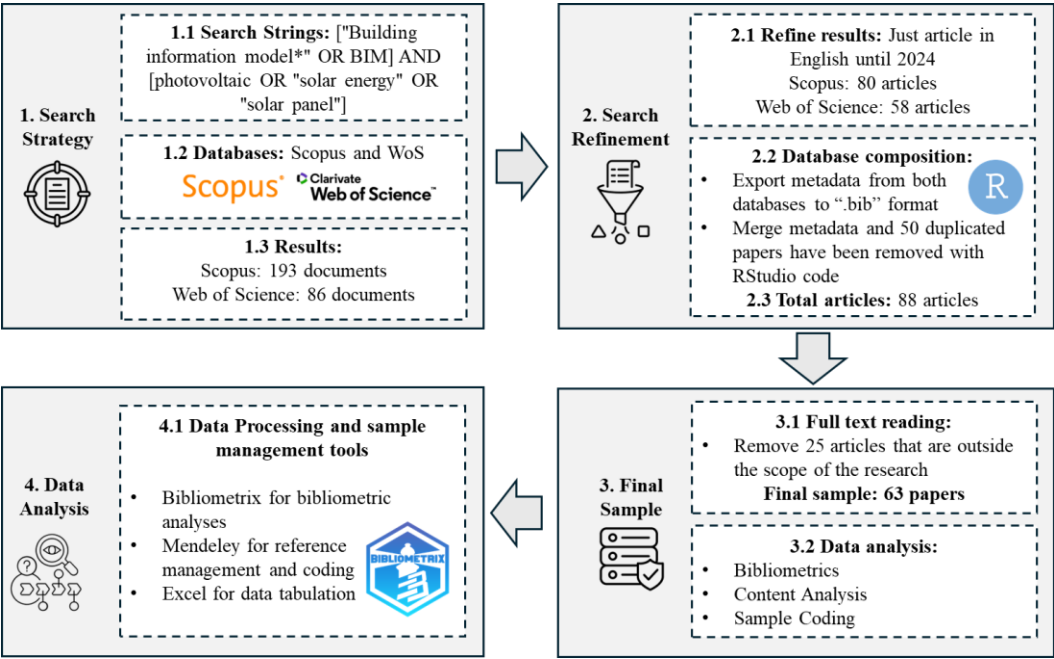 1. Search
Strategy
1.1 Search Strings: ["Building
information model*" OR BIM] AND
[photovoltaic OR "solar energy" OR
"solar panel"]
1.2 Databases: Scopus and WoS
Scopus
Clarivate
Web of Science™
1.3 Results:
Scopus: 193 documents
Web of Science: 86 documents
2. Search
Refinement
2.1 Refine results: Just article in
English until 2024
Scopus: 80 articles
Web of Science: 58 articles
2.2 Database composition:
• Export metadata from both
databases to “.bib” format
• Merge metadata and 50 duplicated
papers have been removed with
RStudio code
R
2.3 Total articles: 88 articles
3. Final
Sample
3.1 Full text reading:
• Remove 25 articles that are outside
the scope of the research
Final sample: 63 papers
3.2 Data analysis:
• Bibliometrics
• Content Analysis
• Sample Coding
4. Data
Analysis
4.1 Data Processing and sample
management tools
• Bibliometrix for bibliometric
analyses
• Mendeley for reference
management and coding
• Excel for data tabulation
BIBLIOMETRIX